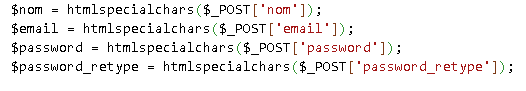 $nom = htmlspecialchars($_POST['nom']);
$email = htmlspecialchars($_POST['email']);
$password = htmlspecialchars($_POST['password']);
$password_retype = htmlspecialchars($_POST['password_retype']);